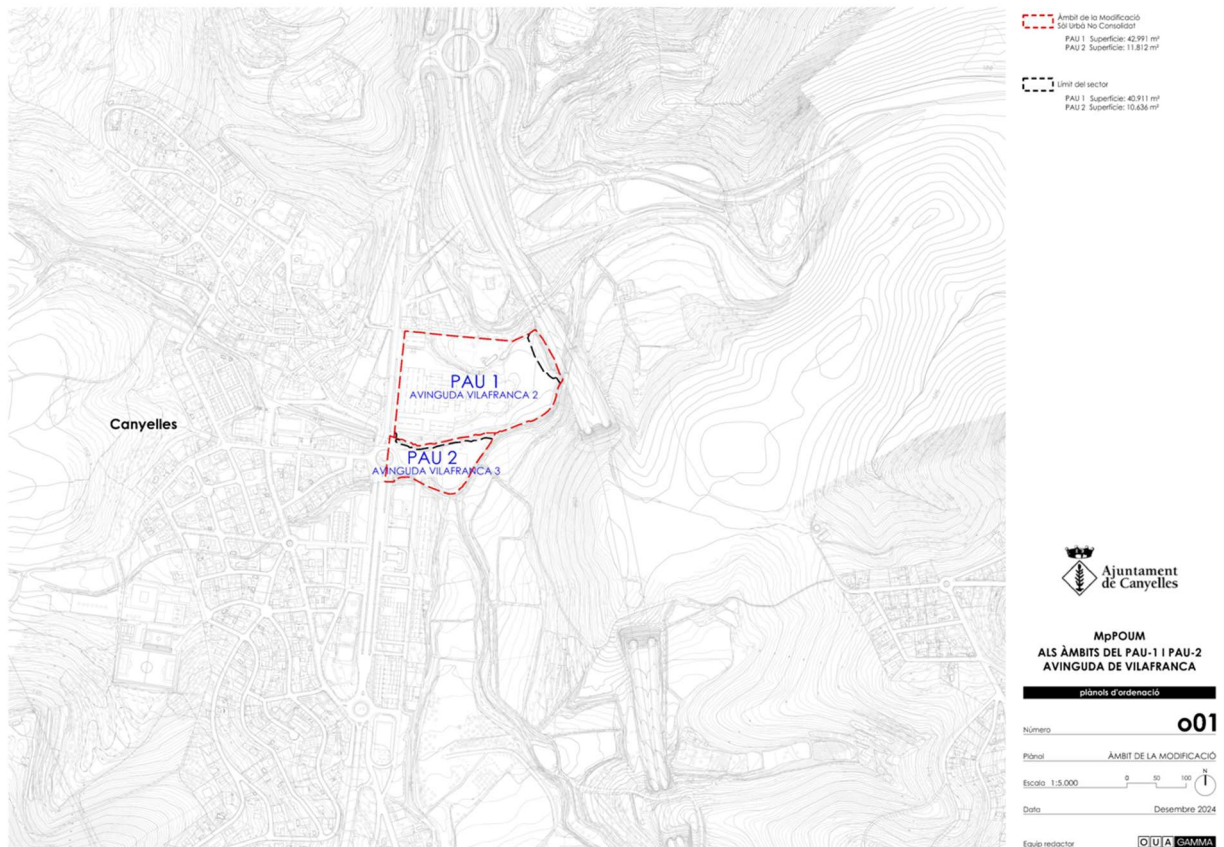 Àmbit de la Modificació
Sòl Urbà No Consolidat
PAU 1 Superfície: 42,991 m²
PAU 2 Superfície: 11.812 m²
Límit del sector
PAU 1 Superfície: 40.911 m²
PAU 2 Superfície: 10.636 m²
PAU 1
AVINGUDA VILAFRANCA 2
Canyelles
PAU 2
AVINGUDA VILAFRANCA 3
Ajuntament
de Canyelles
MpPOUM
ALS ÀMBITS DEL PAU-1 I PAU-2
AVINGUDA DE VILAFRANCA
plànols d'ordenació
Número o01
Plànol ÀMBIT DE LA MODIFICACIÓ
Escala 1:5.000 0 50 100 N
Data Desembre 2024
Equip redactor OUA GAMMA